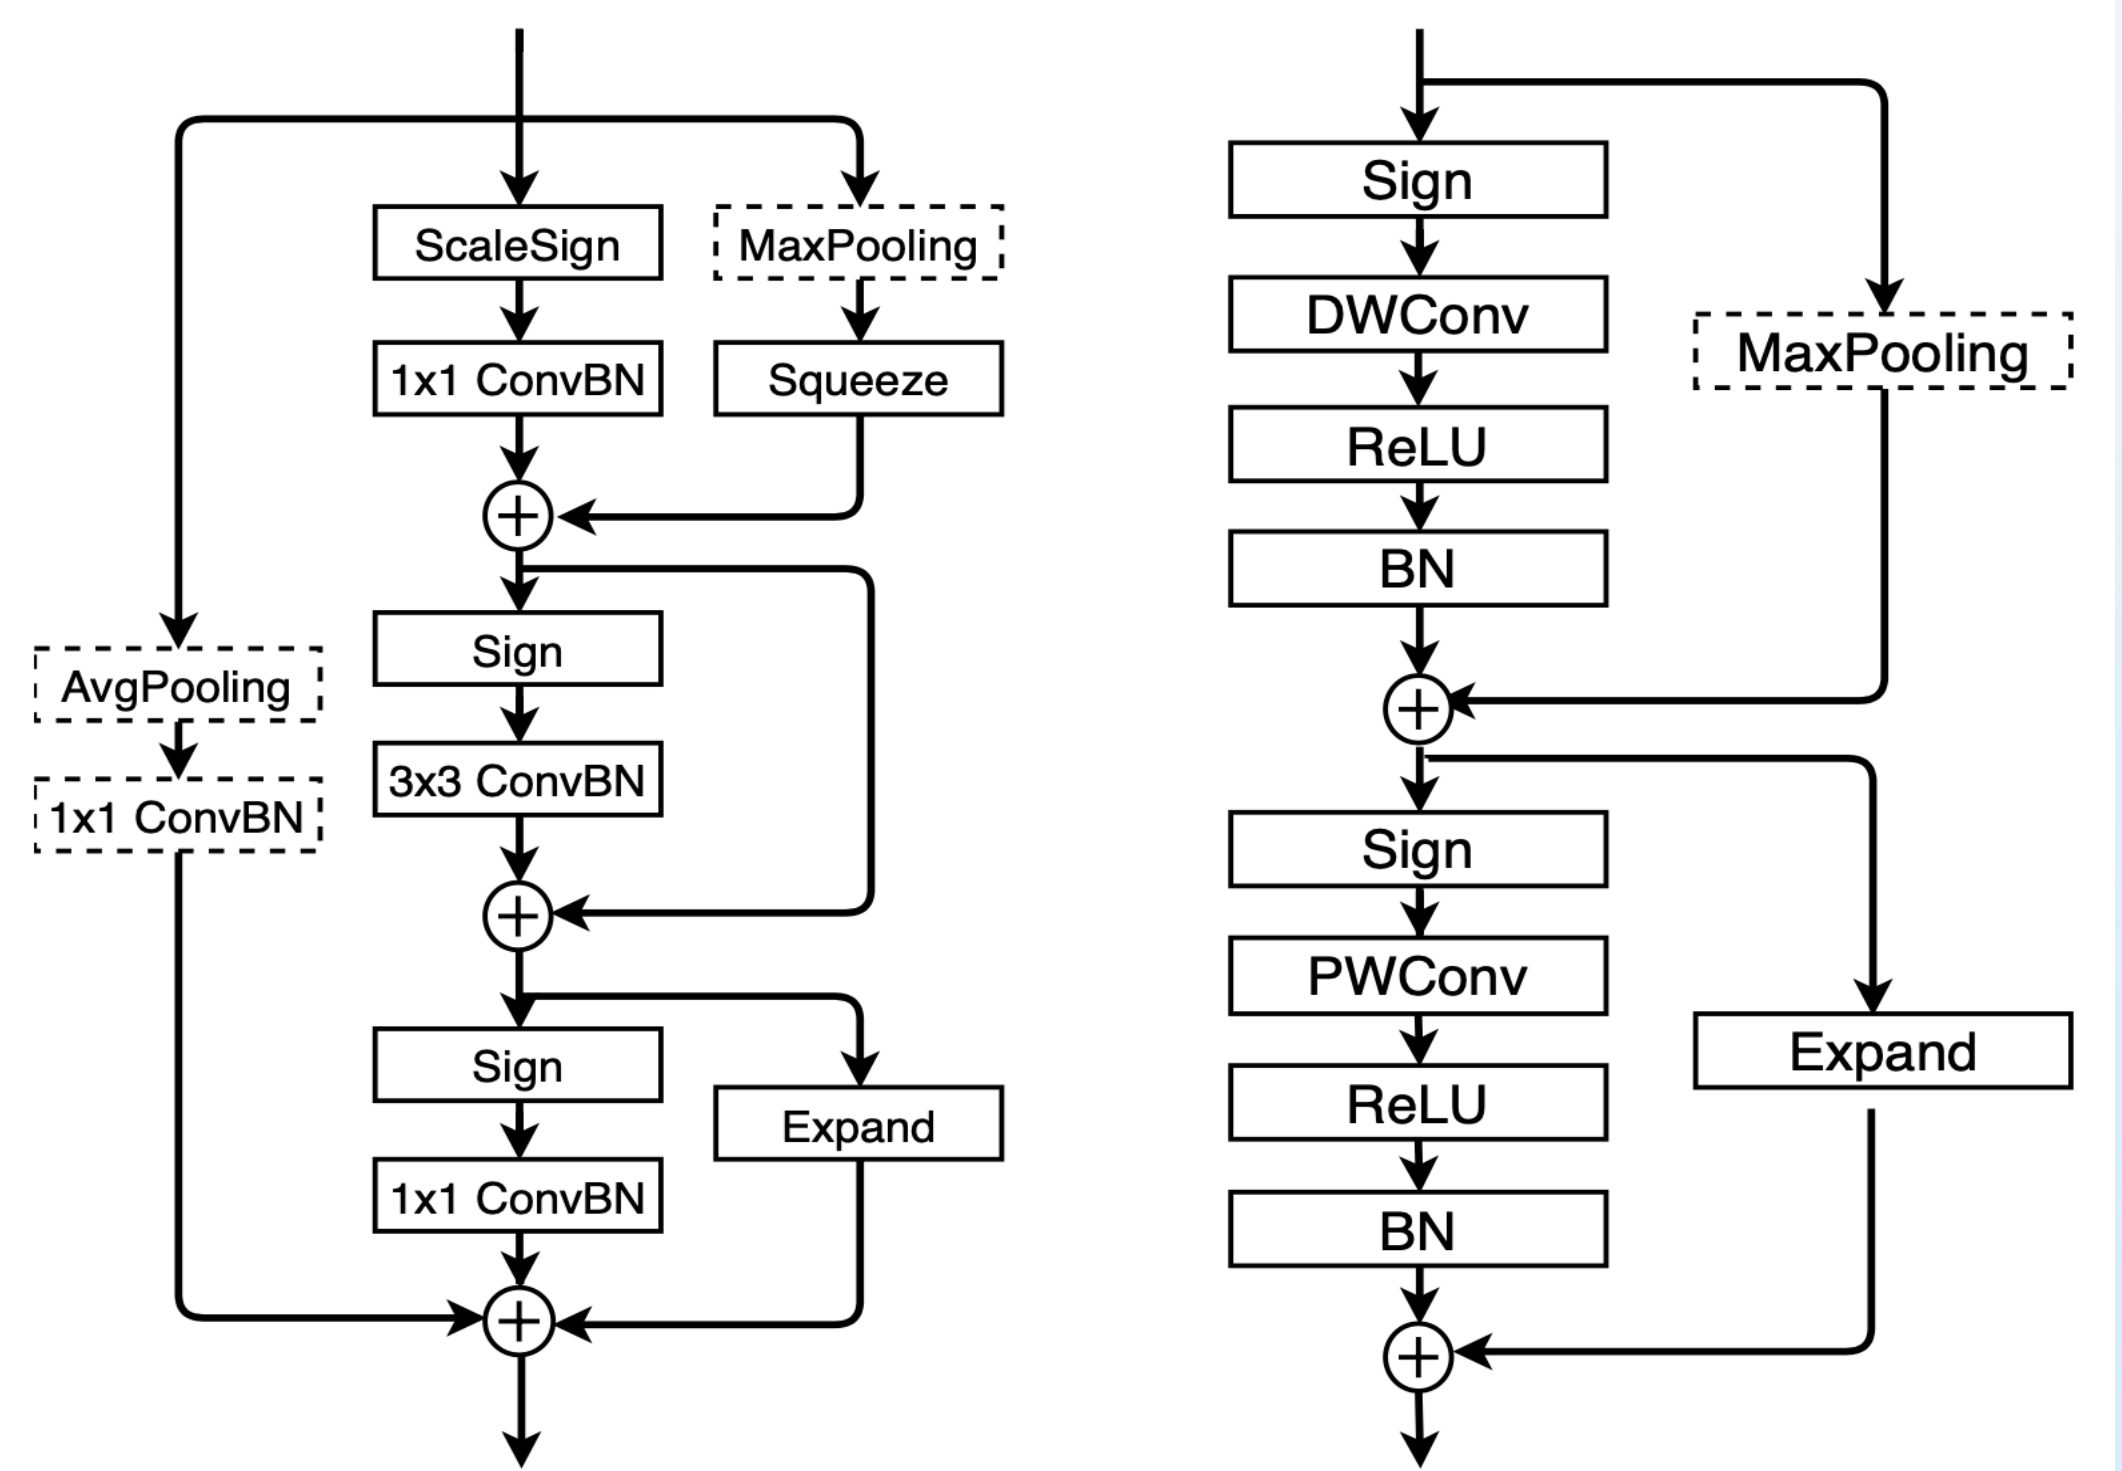 ScaleSign
MaxPooling
1x1 ConvBN
Squeeze
Sign
AvgPooling
3x3 ConvBN
1x1 ConvBN
Sign
Expand
1x1 ConvBN
Sign
DWConv
MaxPooling
ReLU
BN
Sign
PWConv
Expand
ReLU
BN